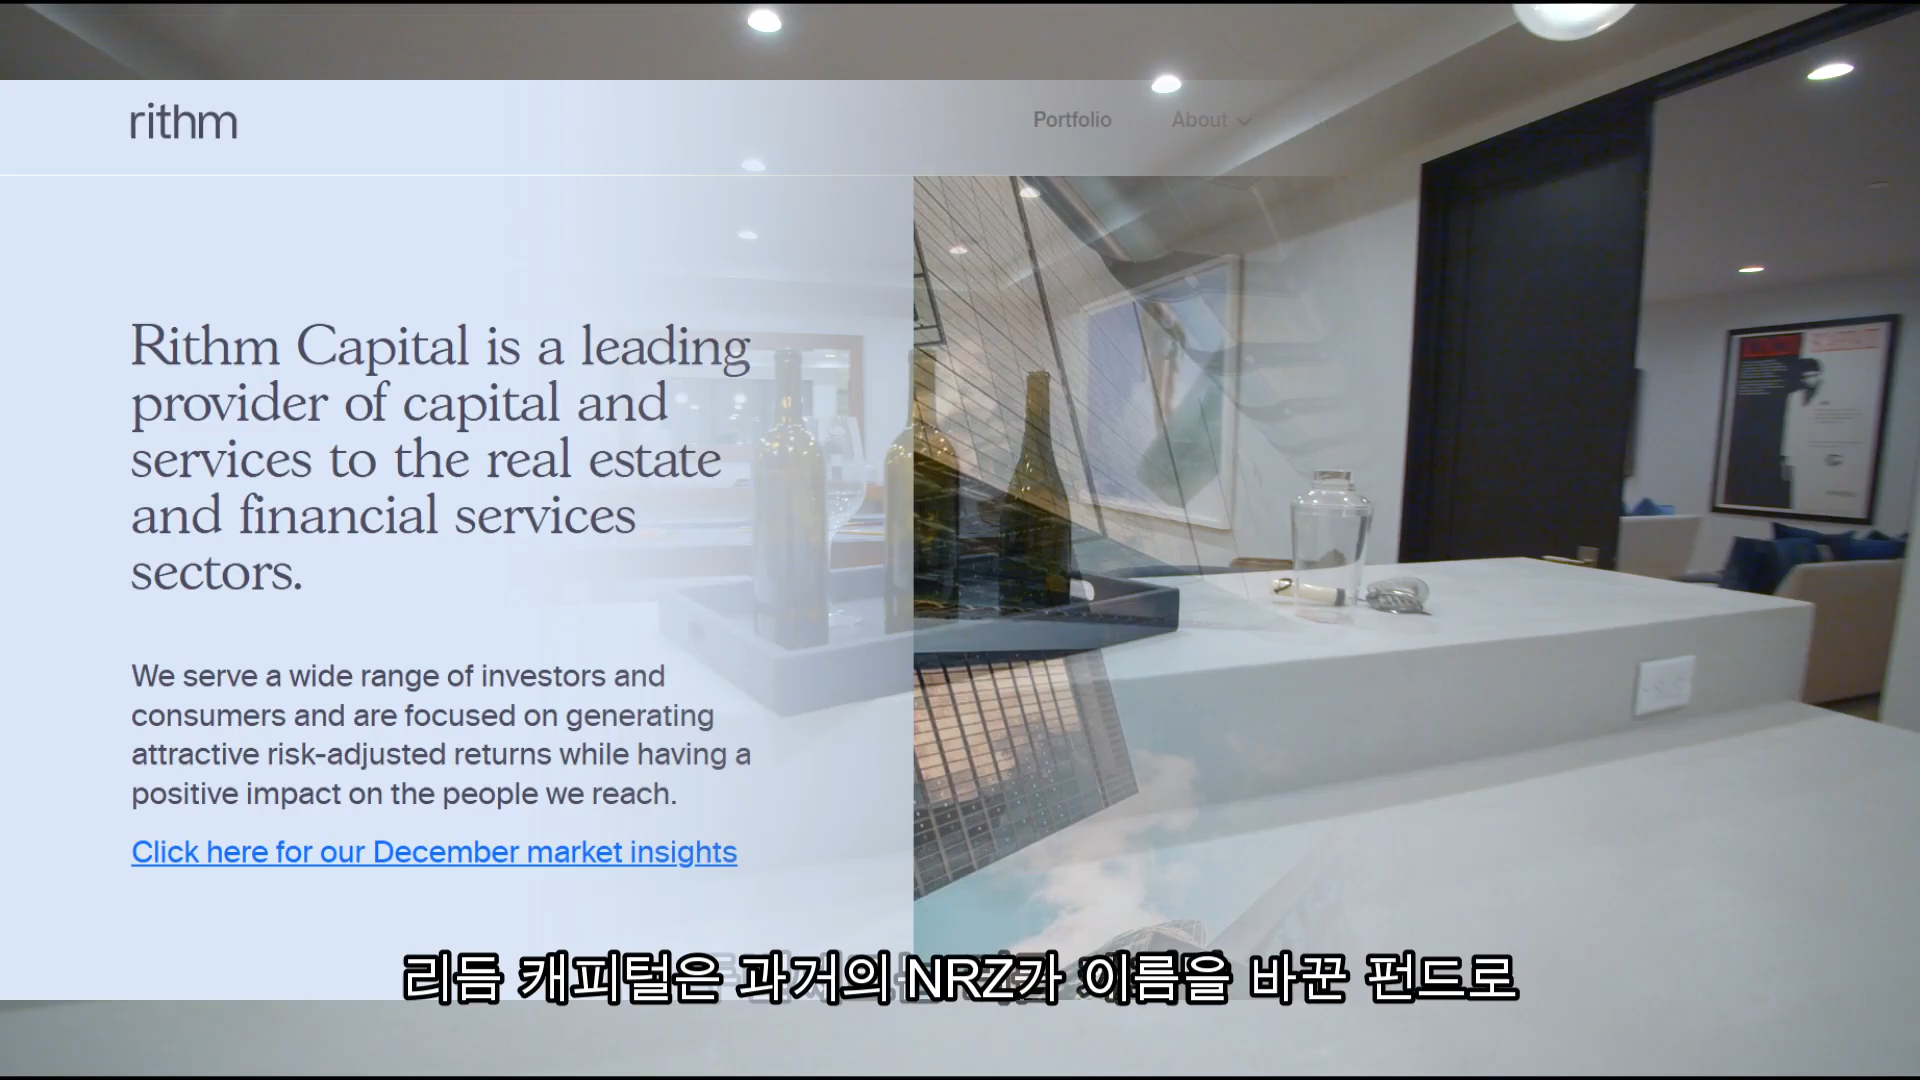 rithm
Portfolio
About
Rithm Capital is a leading
provider of capital and
services to the real estate
and financial services
sectors.
We serve a wide range of investors and
consumers and are focused on generating
attractive risk-adjusted returns while having a
positive impact on the people we reach.
Click here for our December market insights
리듬 캐피털은 과거의 NRZ가 이름을 바꾼 펀드로